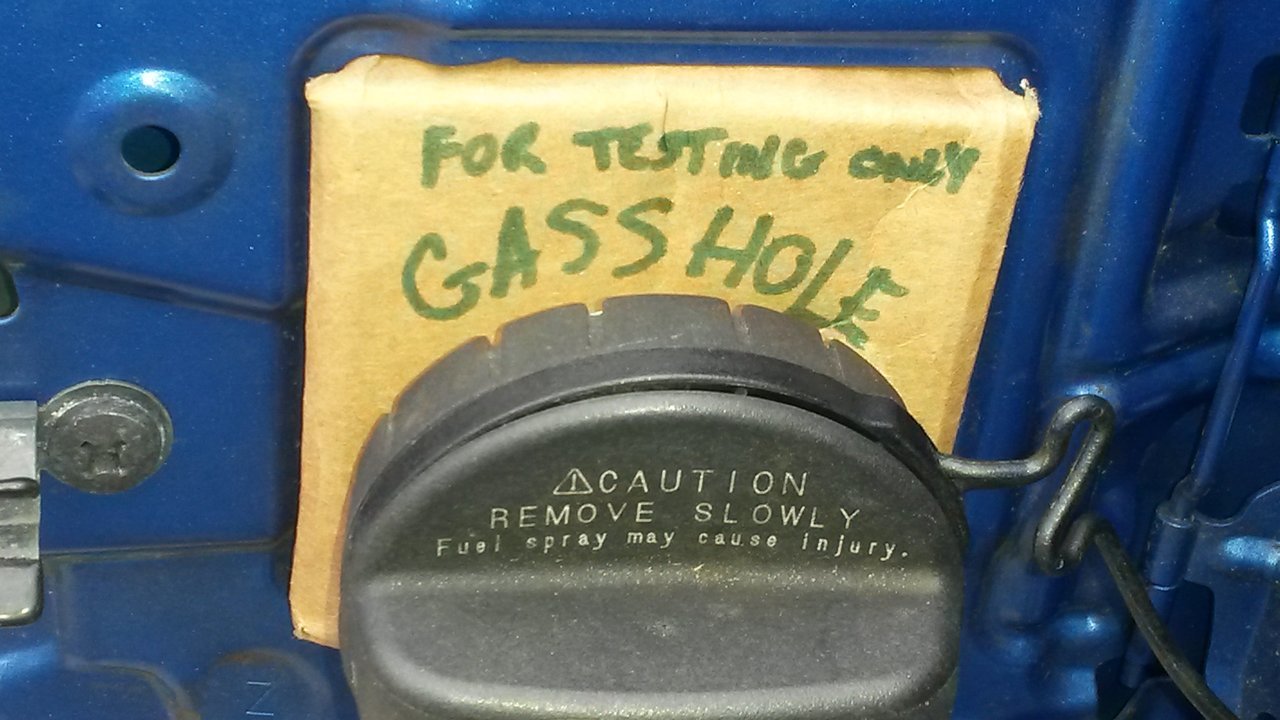 FOR TESTING ONLY
GASSHOLE
⚠CAUTION
REMOVE SLOWLY
Fuel spray may cause injury.
Z